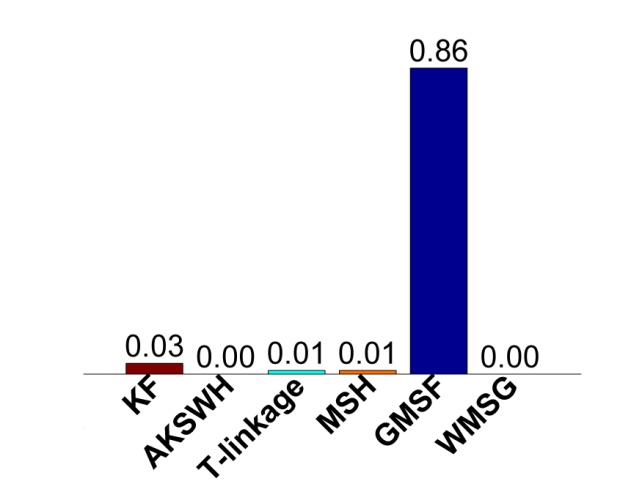 0.86
0.03
0.00
0.01
0.01
0.00
KF
AKSWH
T-linkage
MSH
GMSF
WMSG